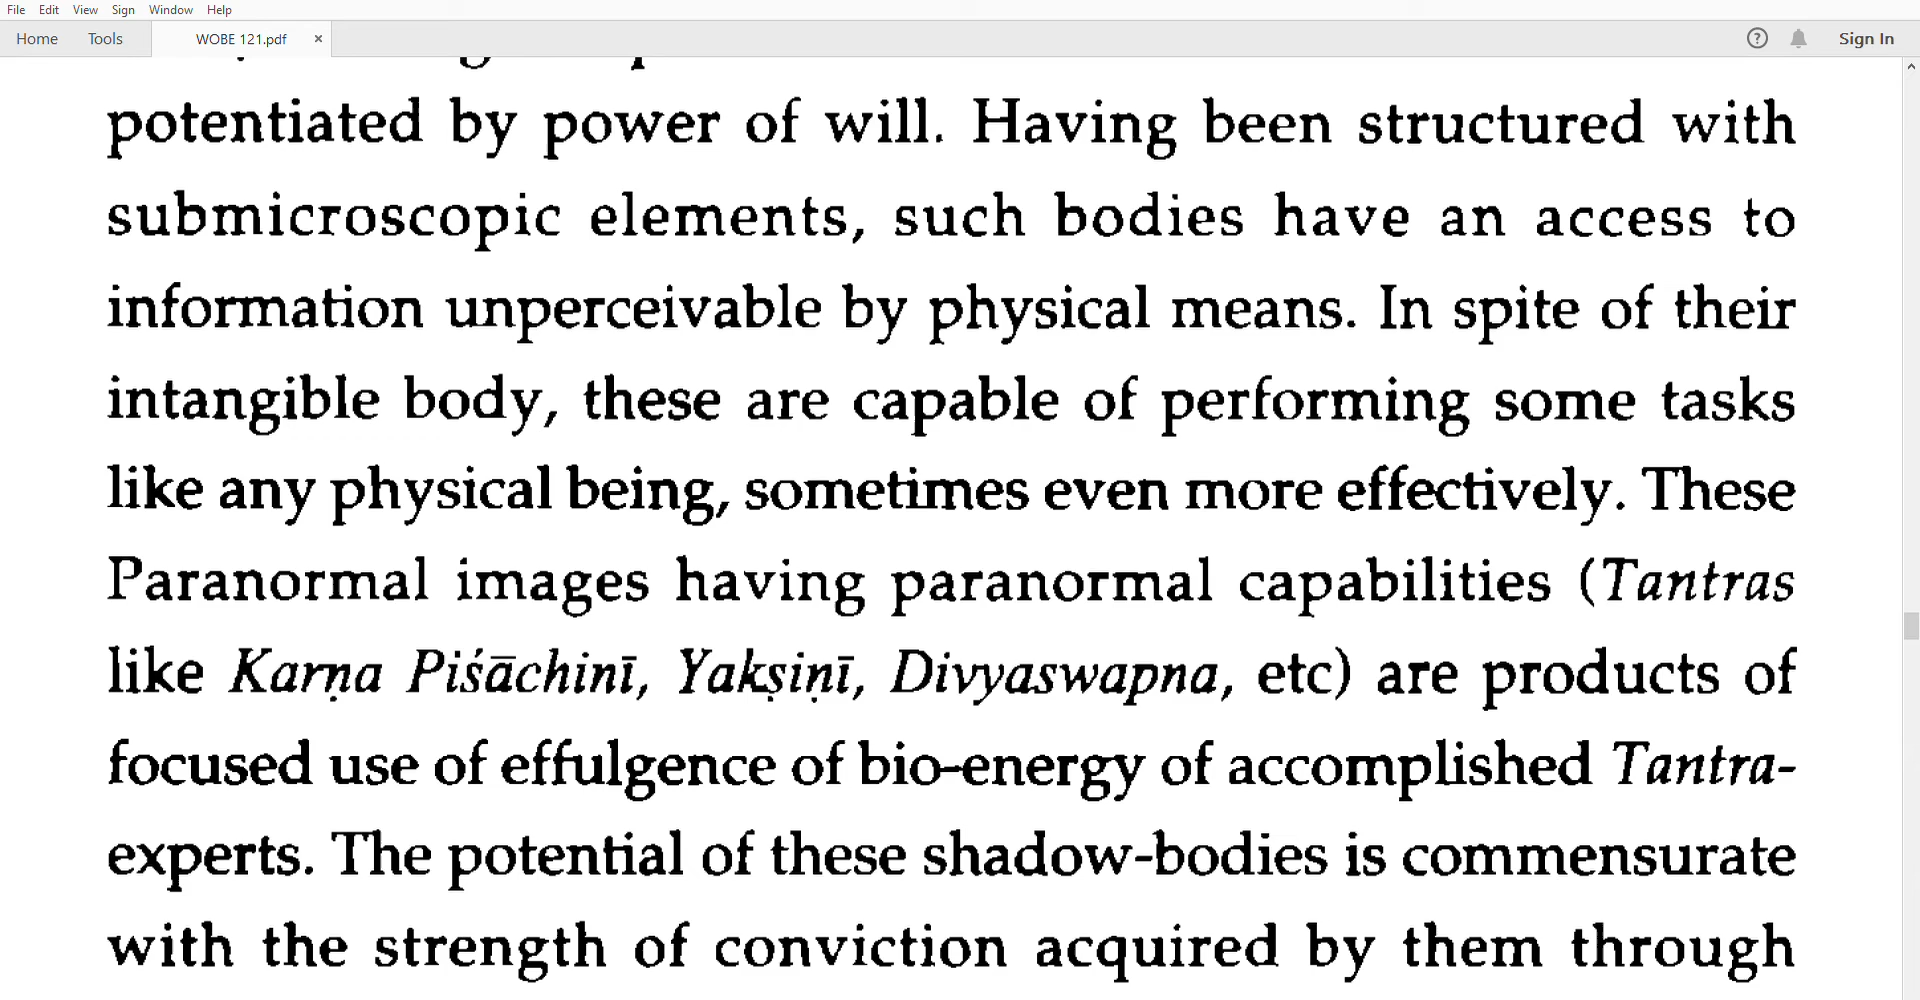 File Edit View Sign Window Help
Home Tools WOBE 121.pdf × ? Sign In
potentiated by power of will. Having been structured with
submicroscopic elements, such bodies have an access to
information unperceivable by physical means. In spite of their
intangible body, these are capable of performing some tasks
like any physical being, sometimes even more effectively. These
Paranormal images having paranormal capabilities (Tantras
like Karṇa Piśāchinī, Yakṣiṇī, Divyaswapna, etc) are products of
focused use of effulgence of bio-energy of accomplished Tantra-
experts. The potential of these shadow-bodies is commensurate
with the strength of conviction acquired by them through